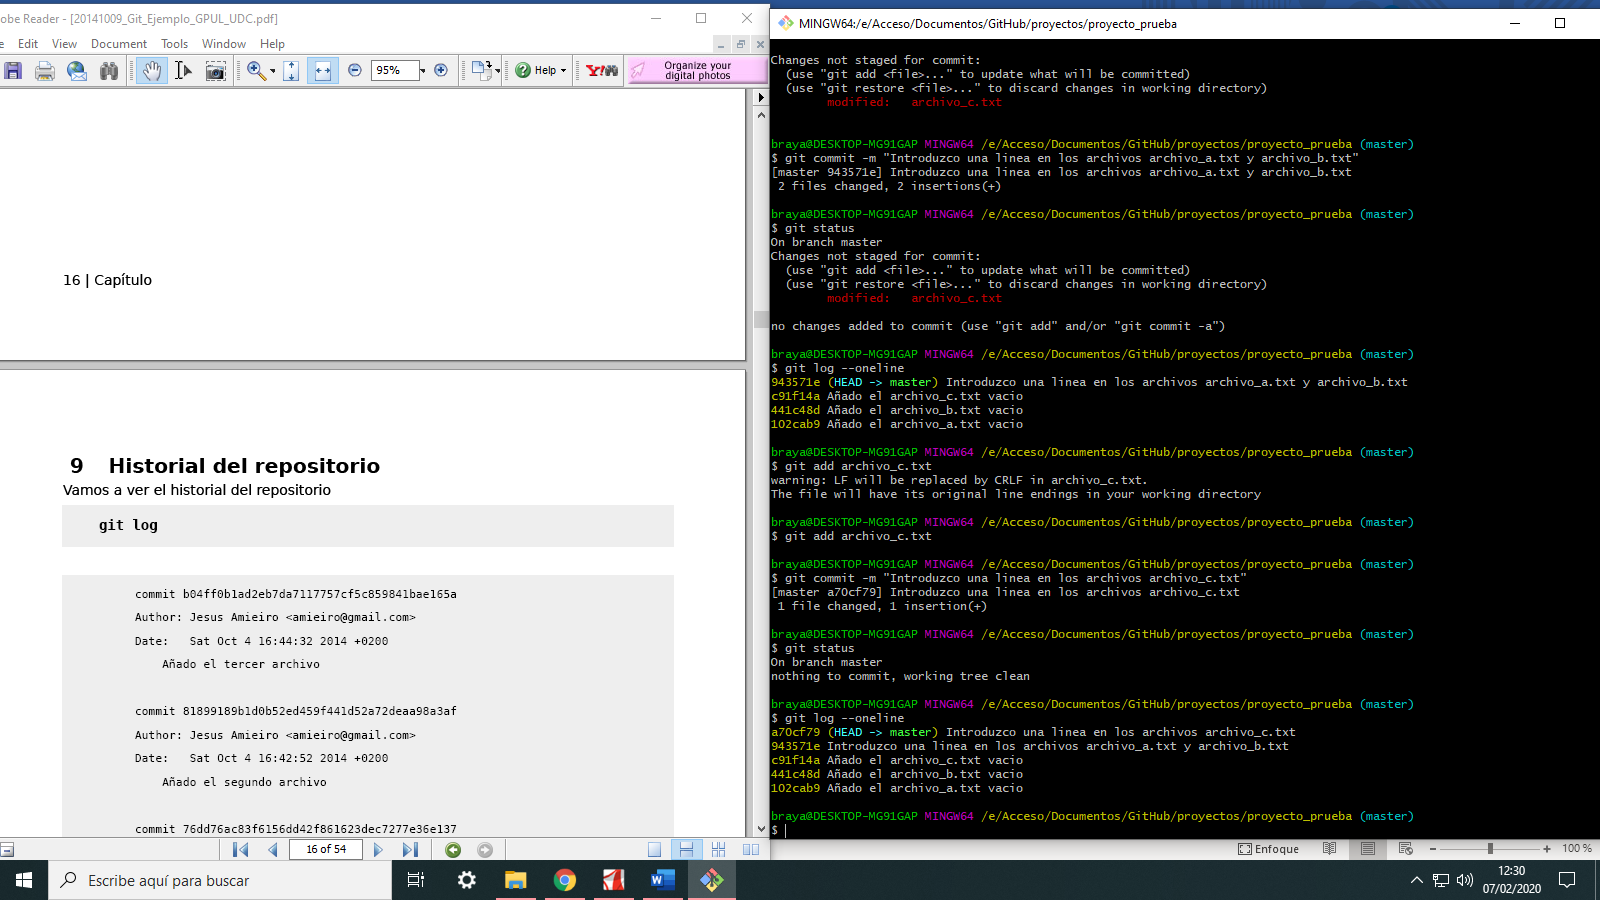 obe Reader - [20141009_Git_Ejemplo_GPUL_UDC.pdf]
e Edit View Document Tools Window Help
95% Help Y! Organize your
digital photos
16 | Capítulo
9 Historial del repositorio
Vamos a ver el historial del repositorio
git log
commit b04ff0b1ad2eb7da7117757cf5c859841bae165a
Author: Jesus Amieiro <amieiro@gmail.com>
Date: Sat Oct 4 16:44:32 2014 +0200
Añado el tercer archivo
commit 81899189b1d0b52ed459f441d52a72deaa98a3af
Author: Jesus Amieiro <amieiro@gmail.com>
Date: Sat Oct 4 16:42:52 2014 +0200
Añado el segundo archivo
commit 76dd76ac83f6156dd42f861623dec7277e36e137
16 of 54
MINGW64:/e/Acceso/Documentos/GitHub/proyectos/proyecto_prueba
Changes not staged for commit:
(use "git add <file>..." to update what will be committed)
(use "git restore <file>..." to discard changes in working directory)
modified: archivo_c.txt
braya@DESKTOP-MG91GAP MINGW64 /e/Acceso/Documentos/GitHub/proyectos/proyecto_prueba (master)
$ git commit -m "Introduzco una linea en los archivos archivo_a.txt y archivo_b.txt"
[master 943571e] Introduzco una linea en los archivos archivo_a.txt y archivo_b.txt
2 files changed, 2 insertions(+)
braya@DESKTOP-MG91GAP MINGW64 /e/Acceso/Documentos/GitHub/proyectos/proyecto_prueba (master)
$ git status
On branch master
Changes not staged for commit:
(use "git add <file>..." to update what will be committed)
(use "git restore <file>..." to discard changes in working directory)
modified: archivo_c.txt
no changes added to commit (use "git add" and/or "git commit -a")
braya@DESKTOP-MG91GAP MINGW64 /e/Acceso/Documentos/GitHub/proyectos/proyecto_prueba (master)
$ git log --oneline
943571e (HEAD -> master) Introduzco una linea en los archivos archivo_a.txt y archivo_b.txt
c91f14a Añado el archivo_c.txt vacio
441c48d Añado el archivo_b.txt vacio
102cab9 Añado el archivo_a.txt vacio
braya@DESKTOP-MG91GAP MINGW64 /e/Acceso/Documentos/GitHub/proyectos/proyecto_prueba (master)
$ git add archivo_c.txt
warning: LF will be replaced by CRLF in archivo_c.txt.
The file will have its original line endings in your working directory
braya@DESKTOP-MG91GAP MINGW64 /e/Acceso/Documentos/GitHub/proyectos/proyecto_prueba (master)
$ git add archivo_c.txt
braya@DESKTOP-MG91GAP MINGW64 /e/Acceso/Documentos/GitHub/proyectos/proyecto_prueba (master)
$ git commit -m "Introduzco una linea en los archivos archivo_c.txt"
[master a70cf79] Introduzco una linea en los archivos archivo_c.txt
1 file changed, 1 insertion(+)
braya@DESKTOP-MG91GAP MINGW64 /e/Acceso/Documentos/GitHub/proyectos/proyecto_prueba (master)
$ git status
On branch master
nothing to commit, working tree clean
braya@DESKTOP-MG91GAP MINGW64 /e/Acceso/Documentos/GitHub/proyectos/proyecto_prueba (master)
$ git log --oneline
a70cf79 (HEAD -> master) Introduzco una linea en los archivos archivo_c.txt
943571e Introduzco una linea en los archivos archivo_a.txt y archivo_b.txt
c91f14a Añado el archivo_c.txt vacio
441c48d Añado el archivo_b.txt vacio
102cab9 Añado el archivo_a.txt vacio
braya@DESKTOP-MG91GAP MINGW64 /e/Acceso/Documentos/GitHub/proyectos/proyecto_prueba (master)
$
Enfoque 100 %
Escribe aquí para buscar
12:30
07/02/2020